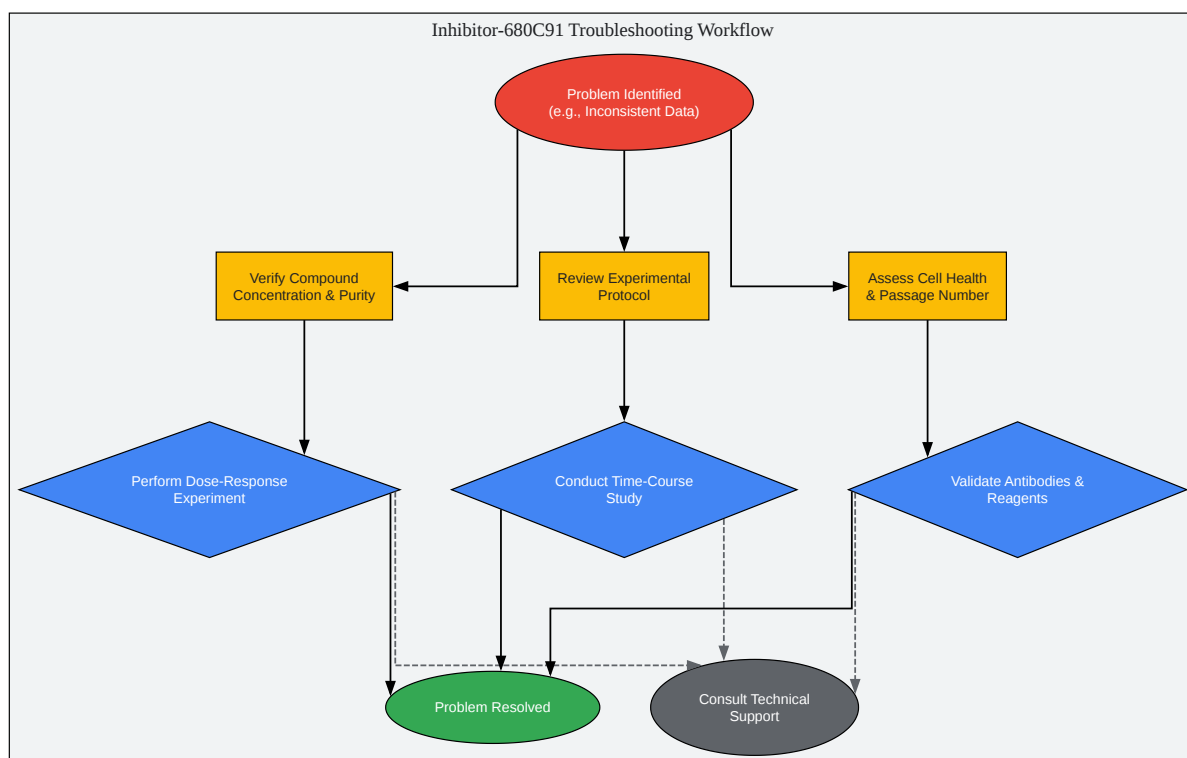 Inhibitor-680C91 Troubleshooting Workflow
Problem Identified
(e.g., Inconsistent Data)
Verify Compound
Concentration & Purity
Review Experimental
Protocol
Assess Cell Health
& Passage Number
Perform Dose-Response
Experiment
Conduct Time-Course
Study
Validate Antibodies &
Reagents
Problem Resolved
Consult Technical
Support